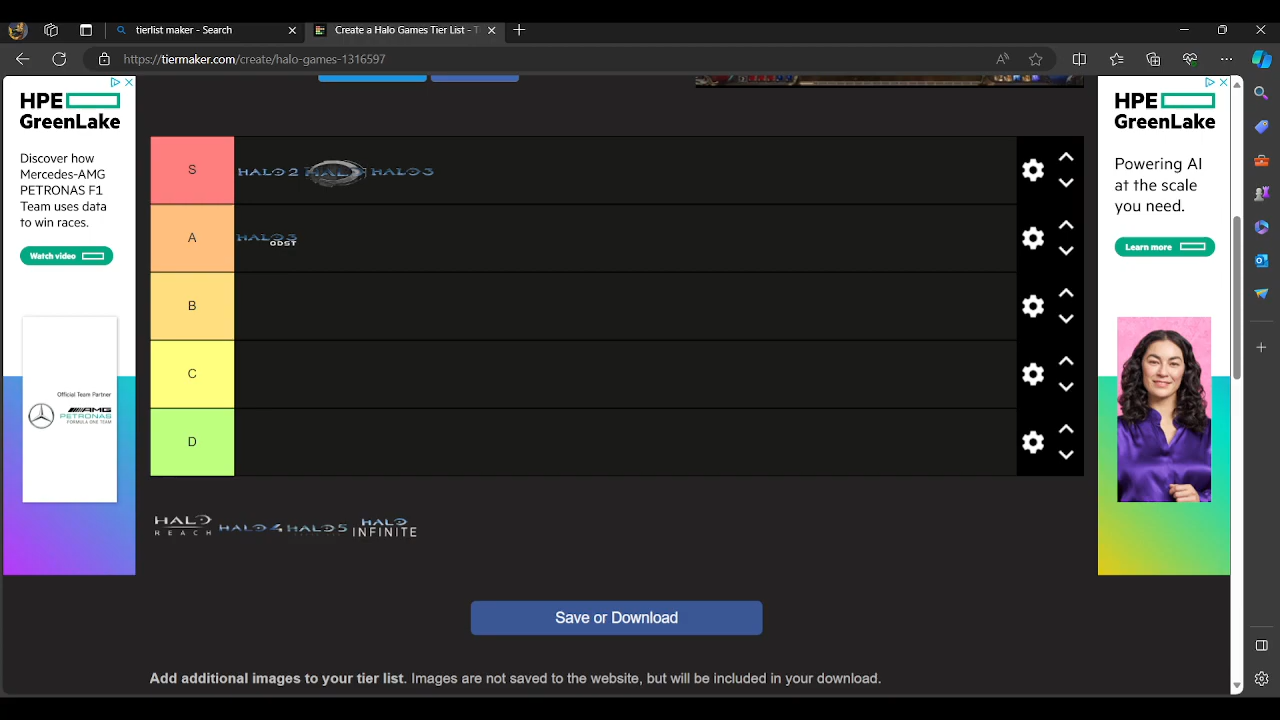 tierlist maker - Search
Create a Halo Games Tier List - T
https://tiermaker.com/create/halo-games-1316597
HPE
GreenLake
Discover how
Mercedes-AMG
PETRONAS F1
Team uses data
to win races.
Watch video
Official Team Partner
AMG
PETRONAS
FORMULA ONE TEAM
S
HALO 2 HALO HALO 3
A
HALO 3
ODST
B
C
D
HALO
REACH
HALO 4
HALO 5
HALO
INFINITE
Save or Download
Add additional images to your tier list. Images are not saved to the website, but will be included in your download.
HPE
GreenLake
Powering AI
at the scale
you need.
Learn more